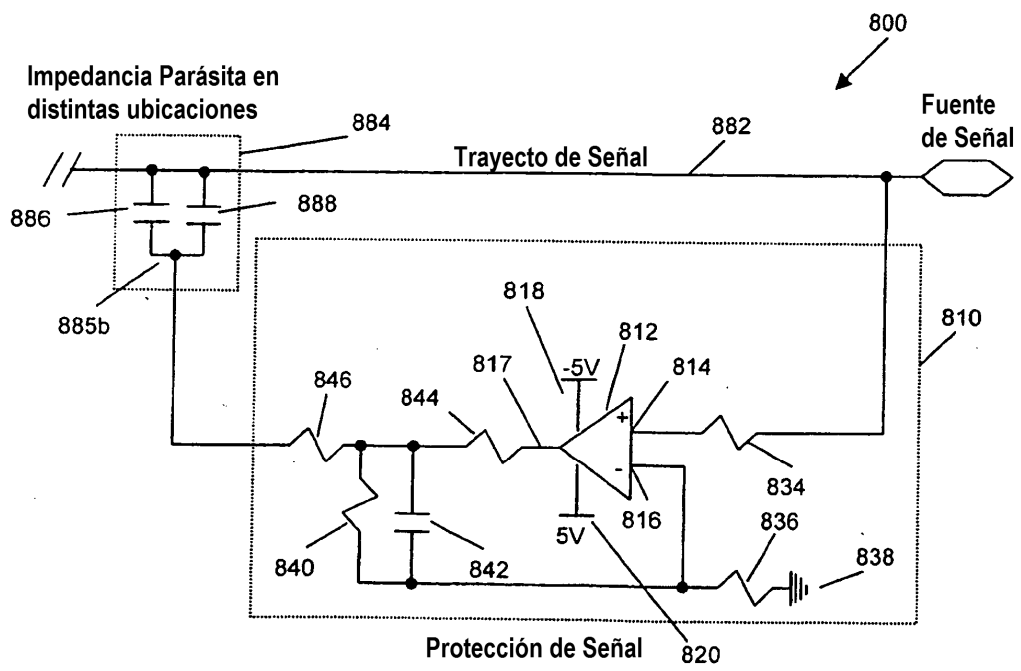 800
Impedancia Parásita en
distintas ubicaciones
884
882
Fuente
de Señal
Trayecto de Señal
886
888
885b
818
812
810
-5V
814
817
846
844
+
-
834
816
5V
836
840
842
838
Protección de Señal
820